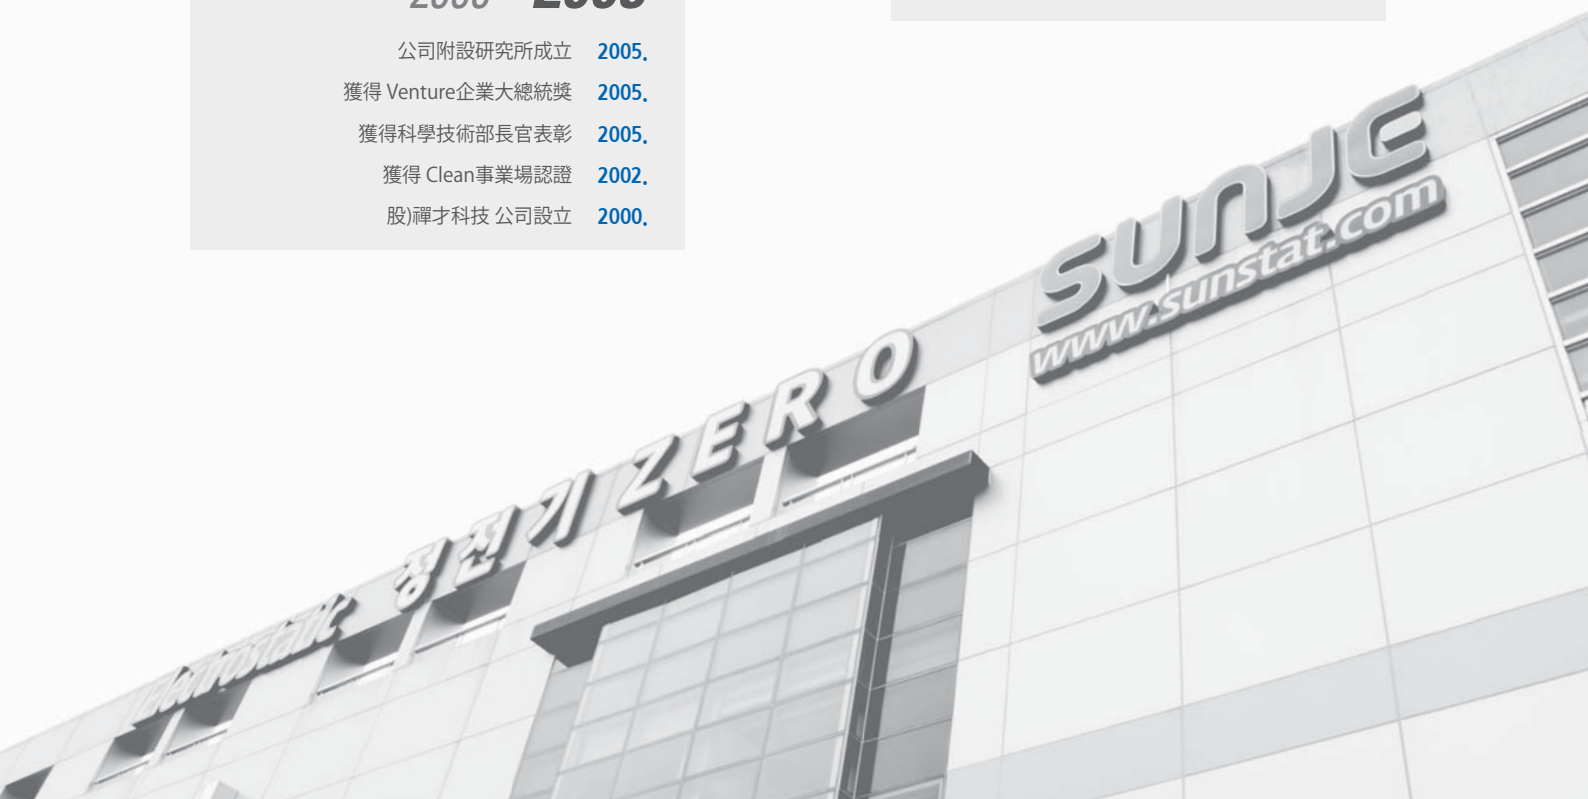 2000 2005
公司附設研究所成立 2005.
獲得 Venture企業大總統獎 2005.
獲得科學技術部長官表彰 2005.
獲得 Clean事業場認證 2002.
股)禪才科技 公司設立 2000.
SUNJE
www.sunstat.com
Electrostatic 정전기 ZERO